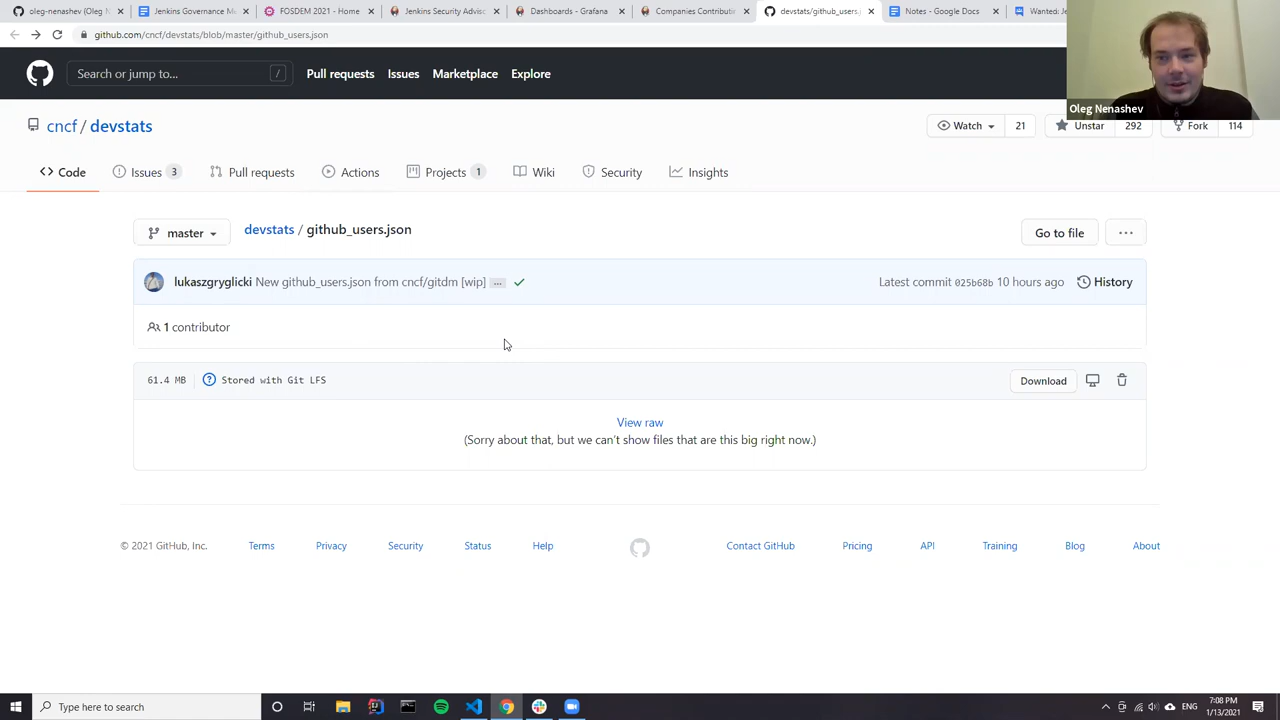 oleg-nenashev (Oleg N
Jenkins Governance Me
FOSDEM 2021 - Home
Jenkins Security Adviso
Dashboards - Grafana
Companies Contributin
devstats/github_users.j
Notes - Google Docs
Wanted: Je
github.com/cncf/devstats/blob/master/github_users.json
Search or jump to...
/
Pull requests
Issues
Marketplace
Explore
Oleg Nenashev
cncf / devstats
Watch
21
Unstar
292
Fork
114
Code
Issues 3
Pull requests
Actions
Projects 1
Wiki
Security
Insights
master
devstats / github_users.json
Go to file
...
lukaszgryglicki New github_users.json from cncf/gitdm [wip] ...
Latest commit 025b68b 10 hours ago
History
1 contributor
61.4 MB
Stored with Git LFS
Download
View raw
(Sorry about that, but we can't show files that are this big right now.)
© 2021 GitHub, Inc.
Terms
Privacy
Security
Status
Help
Contact GitHub
Pricing
API
Training
Blog
About
Type here to search
ENG
7:08 PM
1/13/2021